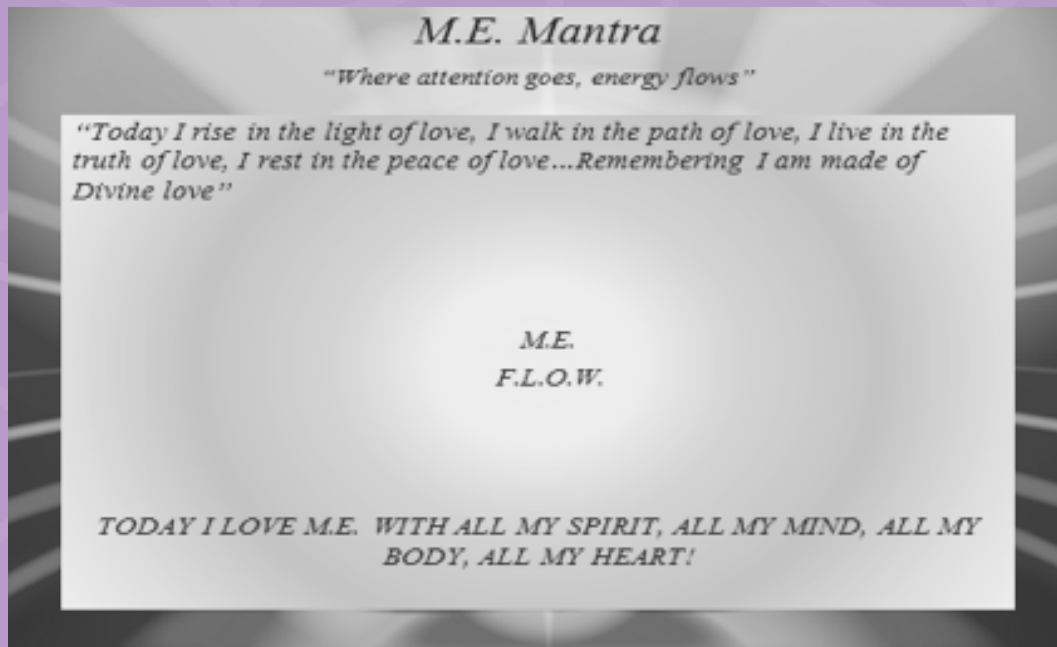 M.E. Mantra
“Where attention goes, energy flows”
“Today I rise in the light of love, I walk in the path of love, I live in the
truth of love, I rest in the peace of love...Remembering I am made of
Divine love”
M.E.
F.L.O.W.
TODAY I LOVE M.E. WITH ALL MY SPIRIT, ALL MY MIND, ALL MY
BODY, ALL MY HEART!